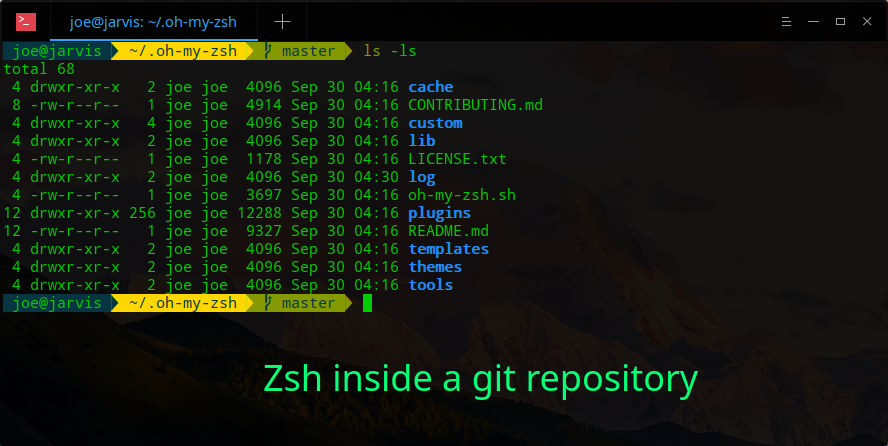 joe@jarvis: ~/.oh-my-zsh
joe@jarvis ~/.oh-my-zsh master ls -ls
total 68
4 drwxr-xr-x 2 joe joe 4096 Sep 30 04:16 cache
8 -rw-r--r-- 1 joe joe 4914 Sep 30 04:16 CONTRIBUTING.md
4 drwxr-xr-x 4 joe joe 4096 Sep 30 04:16 custom
4 drwxr-xr-x 2 joe joe 4096 Sep 30 04:16 lib
4 -rw-r--r-- 1 joe joe 1178 Sep 30 04:16 LICENSE.txt
4 drwxr-xr-x 2 joe joe 4096 Sep 30 04:30 log
4 -rw-r--r-- 1 joe joe 3697 Sep 30 04:16 oh-my-zsh.sh
12 drwxr-xr-x 256 joe joe 12288 Sep 30 04:16 plugins
12 -rw-r--r-- 1 joe joe 9327 Sep 30 04:16 README.md
4 drwxr-xr-x 2 joe joe 4096 Sep 30 04:16 templates
4 drwxr-xr-x 2 joe joe 4096 Sep 30 04:16 themes
4 drwxr-xr-x 2 joe joe 4096 Sep 30 04:16 tools
joe@jarvis ~/.oh-my-zsh master
Zsh inside a git repository